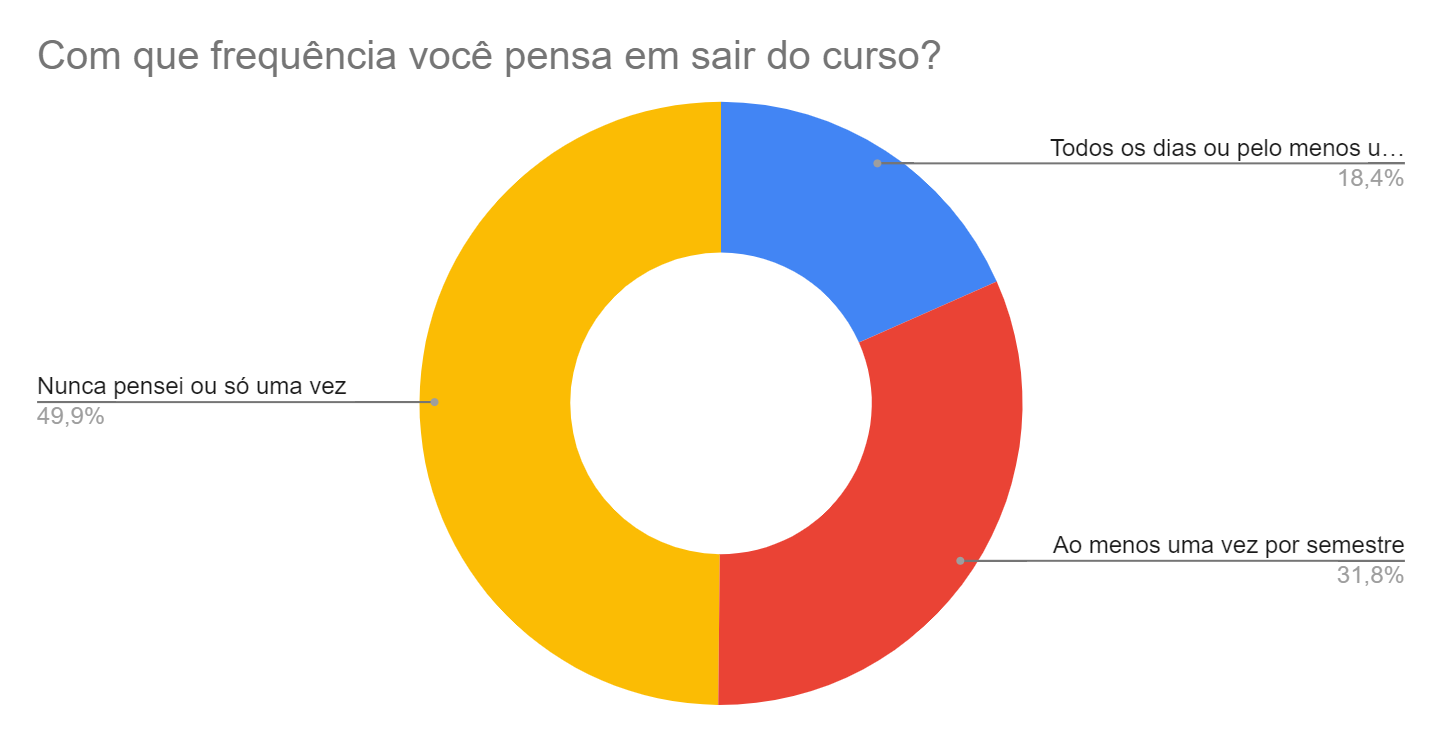 Com que frequência você pensa em sair do curso?
Todos os dias ou pelo menos u…
18,4%
Nunca pensei ou só uma vez
49,9%
Ao menos uma vez por semestre
31,8%